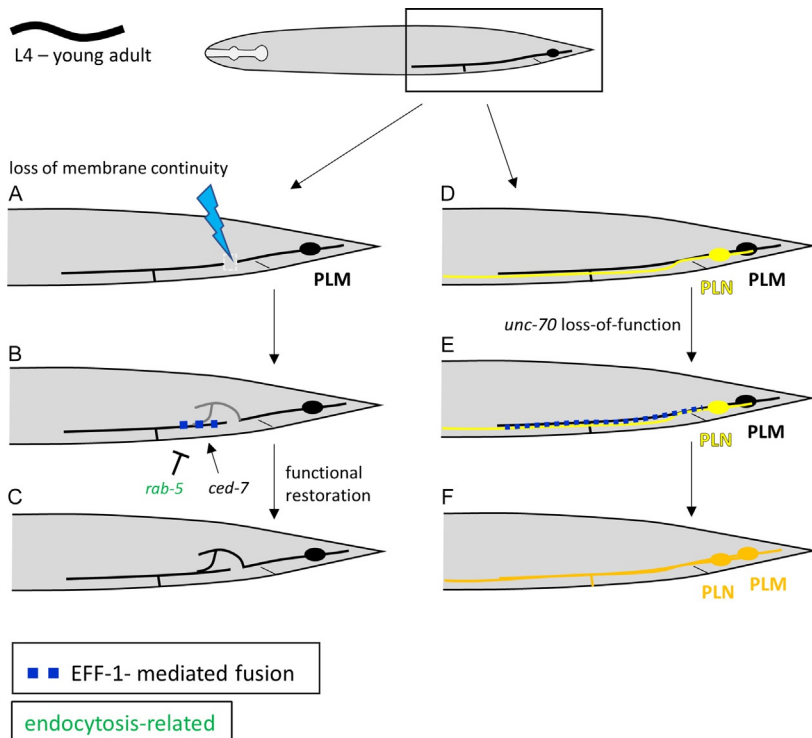 L4 – young adult
loss of membrane continuity
A
PLM
D
PLN
PLM
unc-70 loss-of-function
B
rab-5
ced-7
functional
restoration
E
PLN
PLM
C
F
PLN
PLM
EFF-1- mediated fusion
endocytosis-related